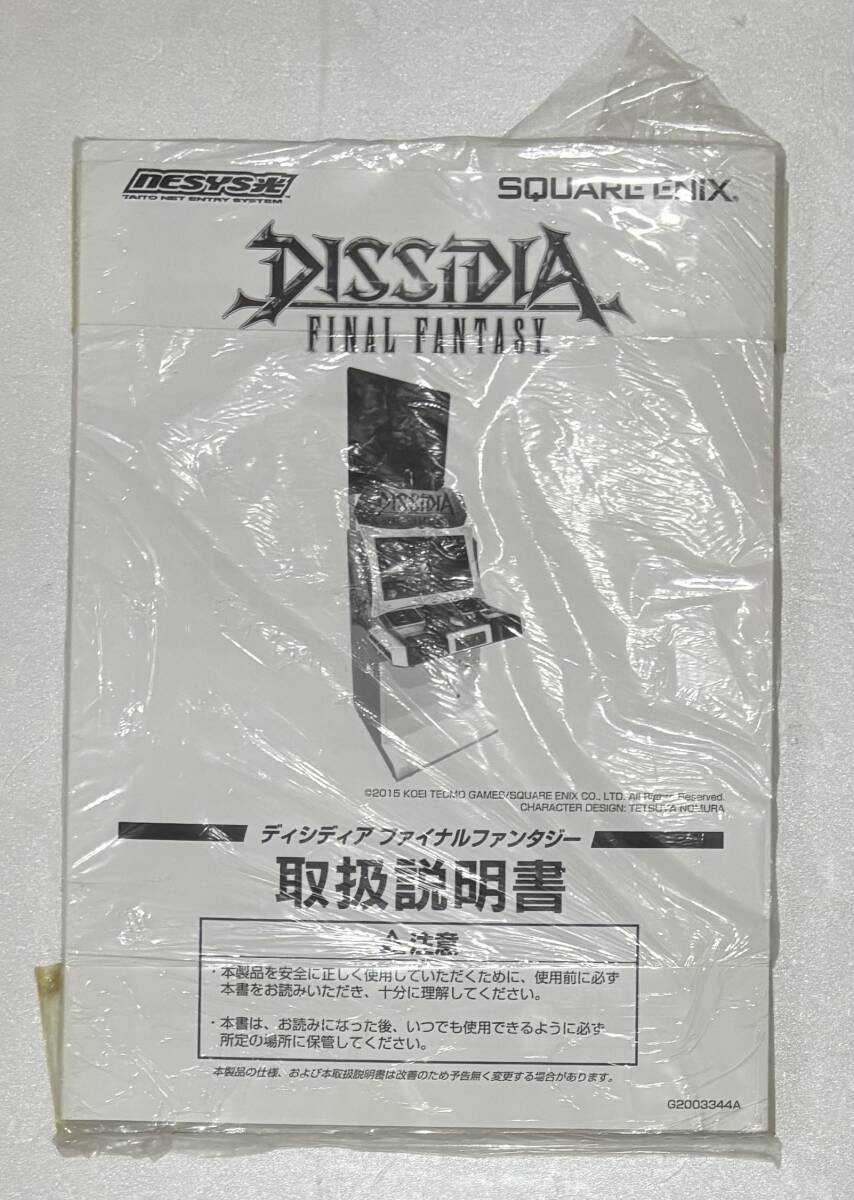 nesys光
TAITO NET ENTRY SYSTEM
SQUARE ENIX®
DISSIDIA
FINAL FANTASY™
DISSIDIA
©2015 KOEI TECMO GAMES/SQUARE ENIX CO., LTD. All Rights Reserved.
CHARACTER DESIGN: TETSUYA NOMURA
ディシディア ファイナルファンタジー
取扱説明書
⚠注意
・本製品を安全に正しく使用していただくために、使用前に必ず
本書をお読みいただき、十分に理解してください。
・本書は、お読みになった後、いつでも使用できるように必ず
所定の場所に保管してください。
本製品の仕様、および本取扱説明書は改善のため予告無く変更する場合があります。
G2003344A